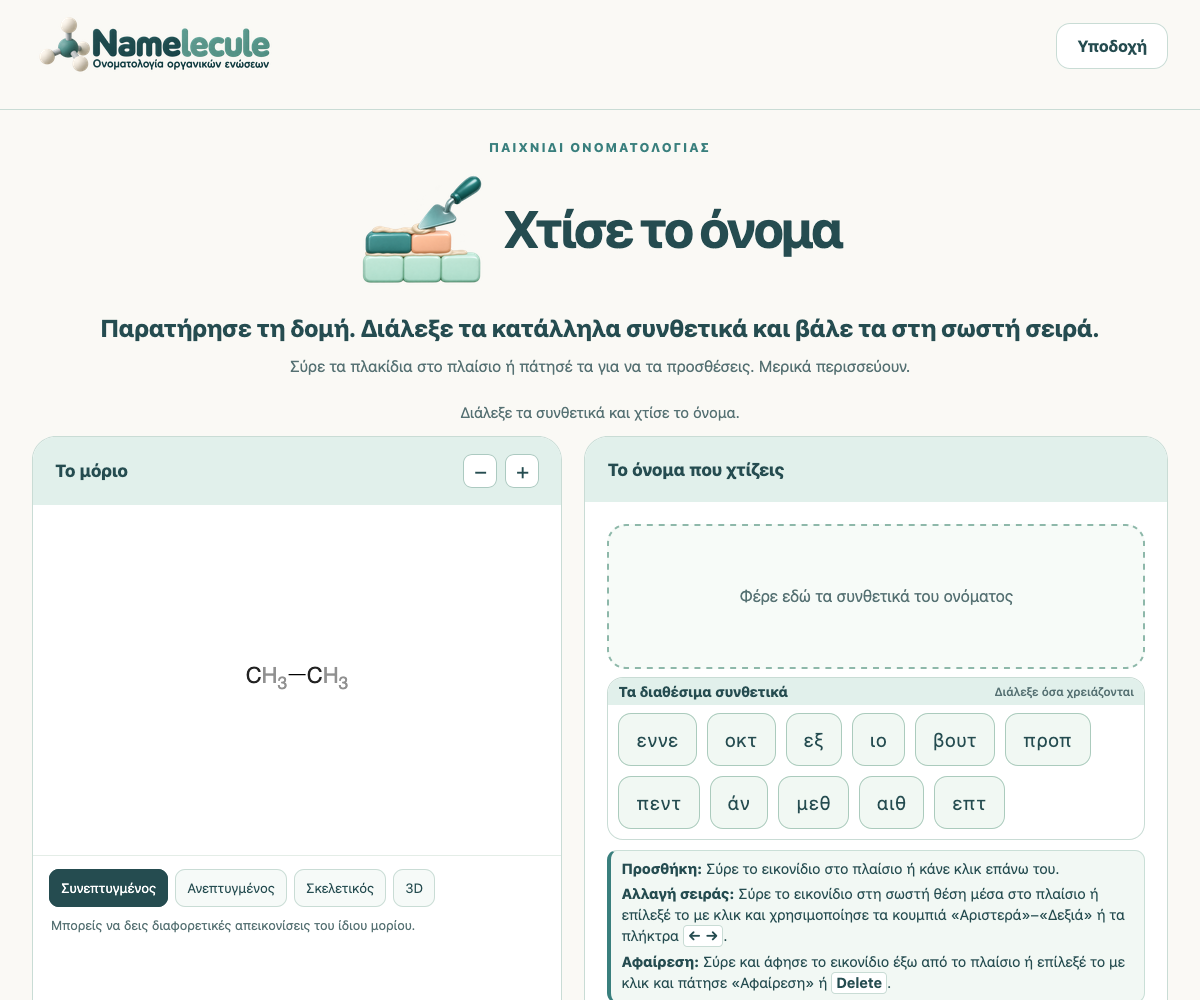 Namelecule
Ονοματολογία οργανικών ενώσεων
Υποδοχή
ΠΑΙΧΝΙΔΙ ΟΝΟΜΑΤΟΛΟΓΙΑΣ
Χτίσε το όνομα
Παρατήρησε τη δομή. Διάλεξε τα κατάλληλα συνθετικά και βάλε τα στη σωστή σειρά.
Σύρε τα πλακίδια στο πλαίσιο ή πάτησέ τα για να τα προσθέσεις. Μερικά περισσεύουν.
Διάλεξε τα συνθετικά και χτίσε το όνομα.
Το μόριο
− +
CH₃—CH₃
Συνεπτυγμένος Ανεπτυγμένος Σκελετικός 3D
Μπορείς να δεις διαφορετικές απεικονίσεις του ίδιου μορίου.
Το όνομα που χτίζεις
Φέρε εδώ τα συνθετικά του ονόματος
Τα διαθέσιμα συνθετικά Διάλεξε όσα χρειάζονται
εννε οκτ εξ ιο βουτ προπ
πεντ άν μεθ αιθ επτ
Προσθήκη: Σύρε το εικονίδιο στο πλαίσιο ή κάνε κλικ επάνω του.
Αλλαγή σειράς: Σύρε το εικονίδιο στη σωστή θέση μέσα στο πλαίσιο ή
επίλεξέ το με κλικ και χρησιμοποίησε τα κουμπιά «Αριστερά»–«Δεξιά» ή τα
πλήκτρα ← →.
Αφαίρεση: Σύρε και άφησε το εικονίδιο έξω από το πλαίσιο ή επίλεξέ το με
κλικ και πάτησε «Αφαίρεση» ή Delete.